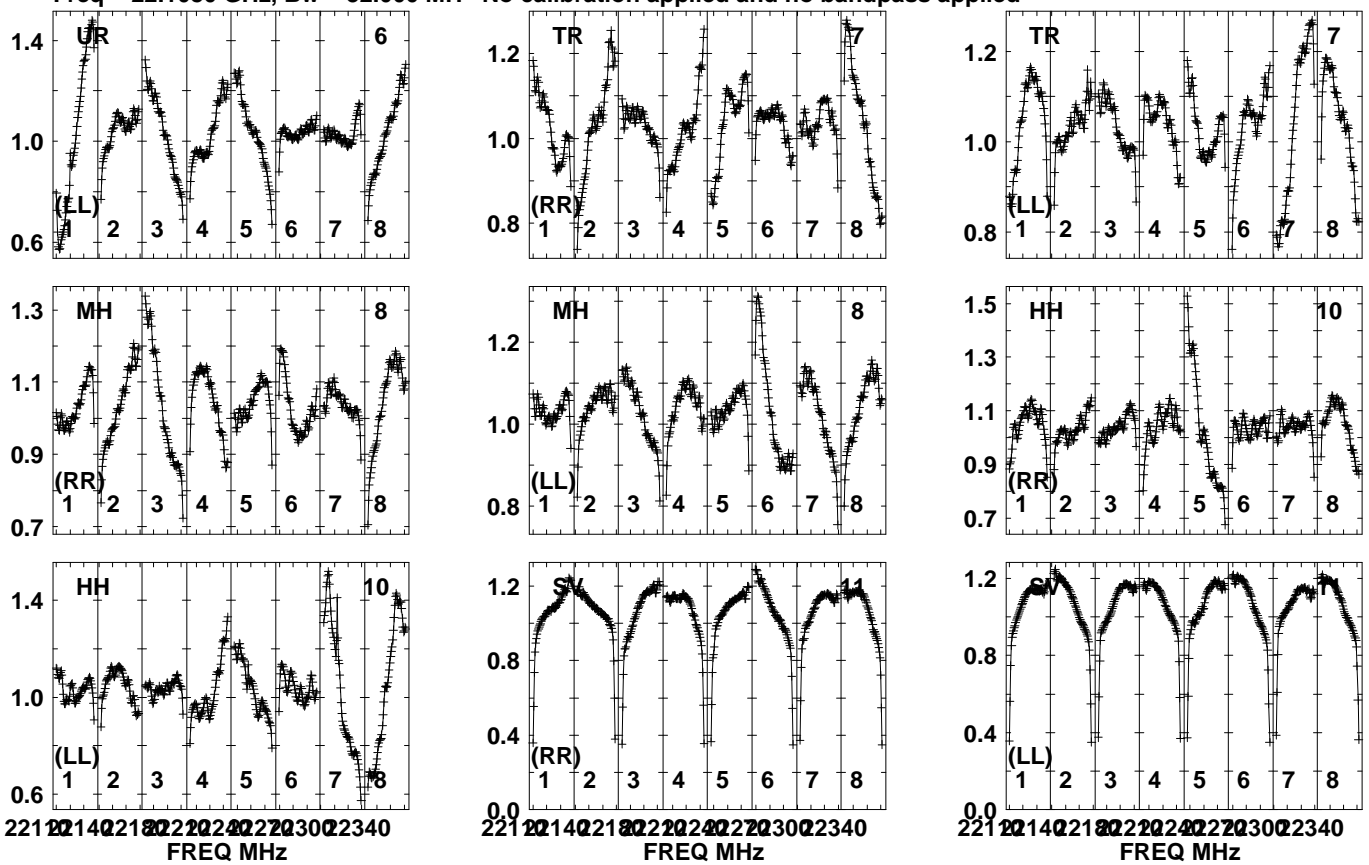 1.4 UR 6
1.0
0.6 (LL) 1 2 3 4 5 6 7 8
1.2 TR 7
1.0
0.8 (RR) 1 2 3 4 5 6 7 8
1.2 TR 7
1.0
0.8 (LL) 1 2 3 4 5 6 7 8
1.3 MH 8
1.1
0.9
0.7 (RR) 1 2 3 4 5 6 7 8
1.2 MH 8
1.0
0.8 (LL) 1 2 3 4 5 6 7 8
1.5 HH 10
1.3
1.1
0.9
0.7 (RR) 1 2 3 4 5 6 7 8
1.4 HH 10
1.0
0.6 (LL) 1 2 3 4 5 6 7 8
1.2 SV 11
0.8
0.4
0.0 (RR) 1 2 3 4 5 6 7 8
1.2 SV 11
0.8
0.4
0.0 (LL) 1 2 3 4 5 6 7 8
22340
FREQ MHz
22340
FREQ MHz
22340
FREQ MHz